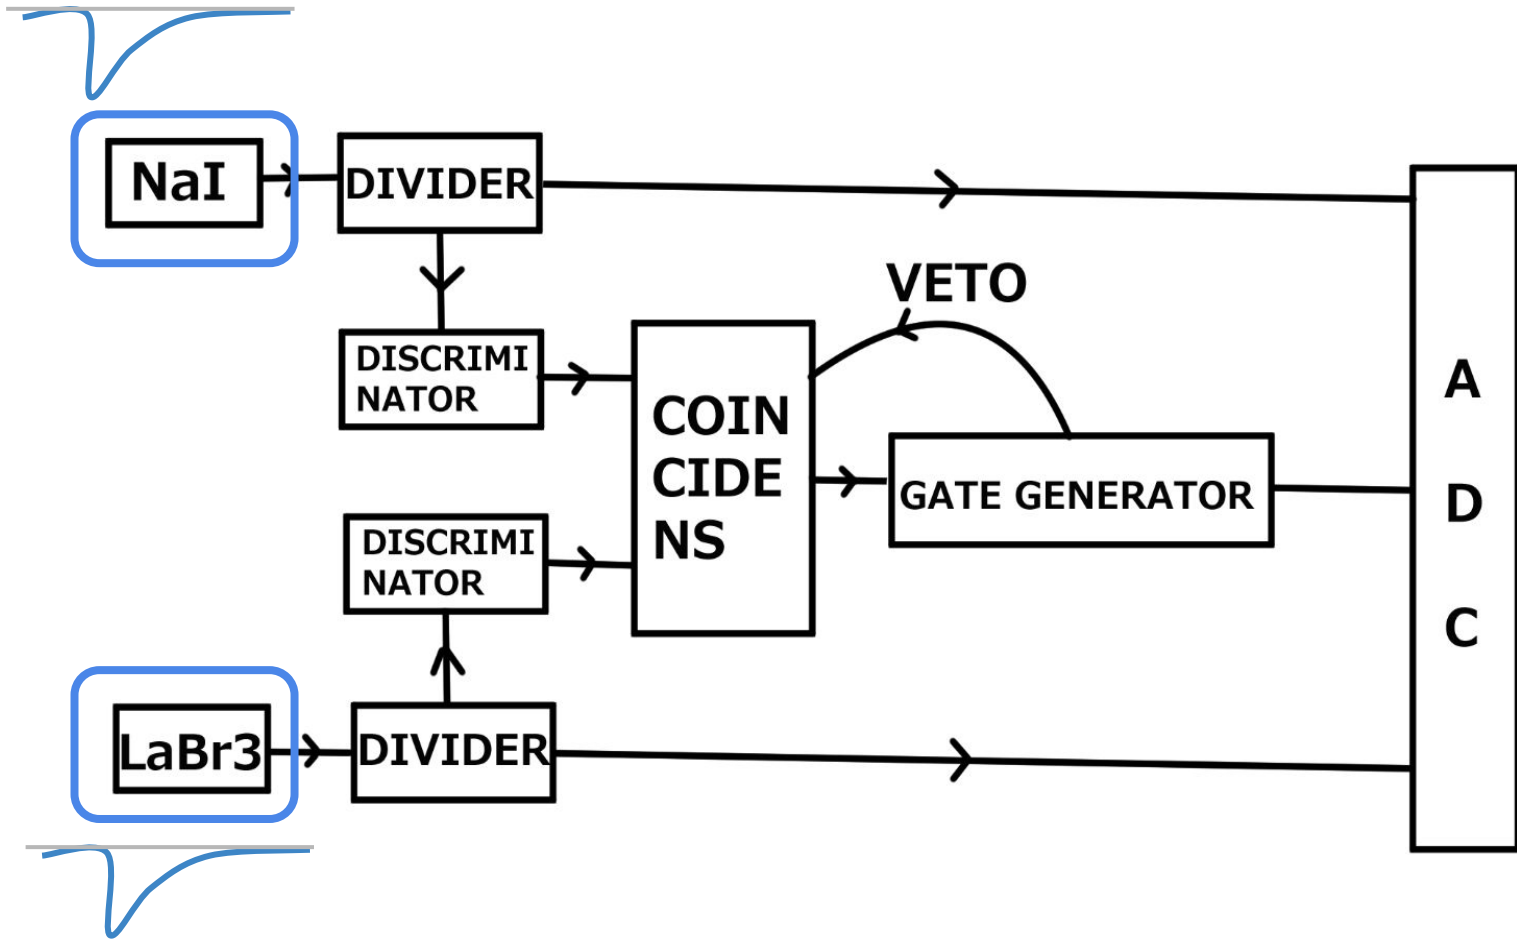 NaI
DIVIDER
VETO
DISCRIMI
NATOR
COIN
CIDE
NS
GATE GENERATOR
DISCRIMI
NATOR
LaBr3
DIVIDER
A
D
C